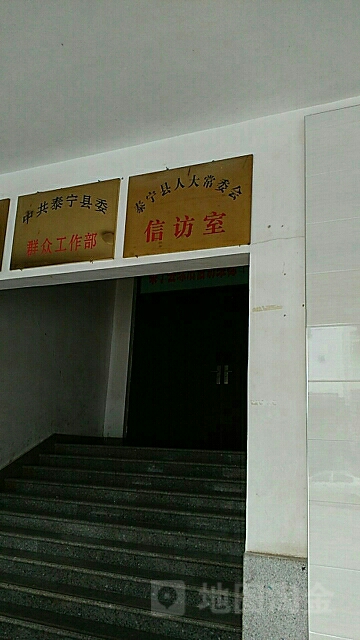 中共泰宁县委
群众工作部
泰宁县人大常委会
信访室
地图淘金